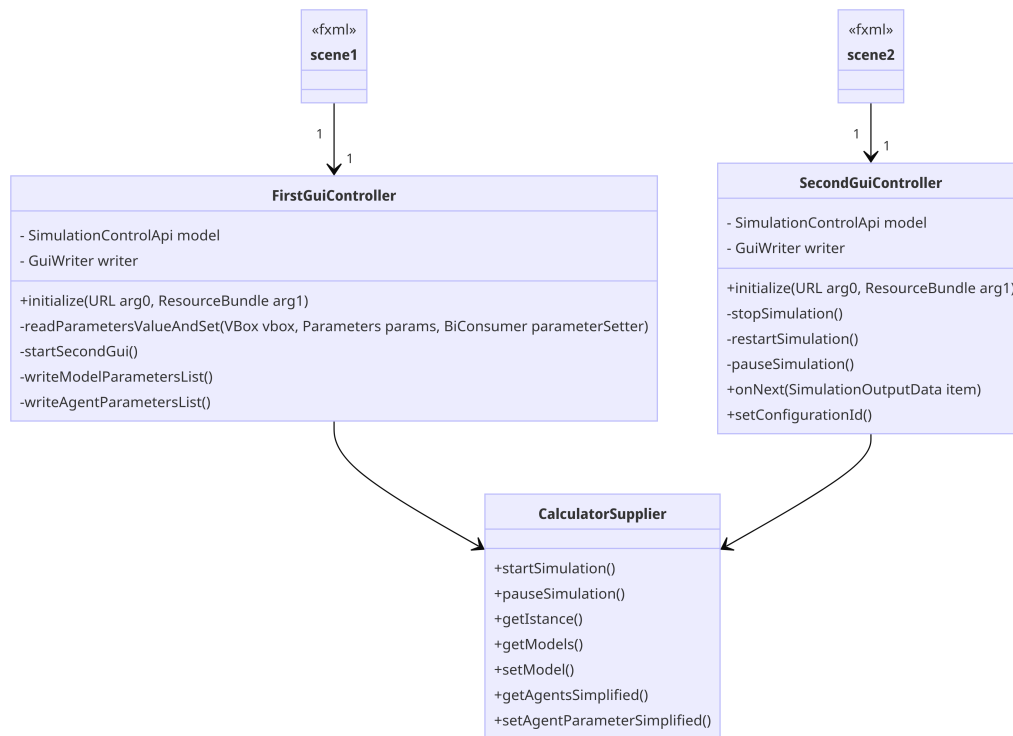 «fxml»
scene1
1
1
«fxml»
scene2
1
1
FirstGuiController
- SimulationControlApi model
- GuiWriter writer
+initialize(URL arg0, ResourceBundle arg1)
-readParametersValueAndSet(VBox vbox, Parameters params, BiConsumer parameterSetter)
-startSecondGui()
-writeModelParametersList()
-writeAgentParametersList()
SecondGuiController
- SimulationControlApi model
- GuiWriter writer
+initialize(URL arg0, ResourceBundle arg1)
-stopSimulation()
-restartSimulation()
-pauseSimulation()
+onNext(SimulationOutputData item)
+setConfigurationId()
CalculatorSupplier
+startSimulation()
+pauseSimulation()
+getIstance()
+getModels()
+setModel()
+getAgentsSimplified()
+setAgentParameterSimplified()